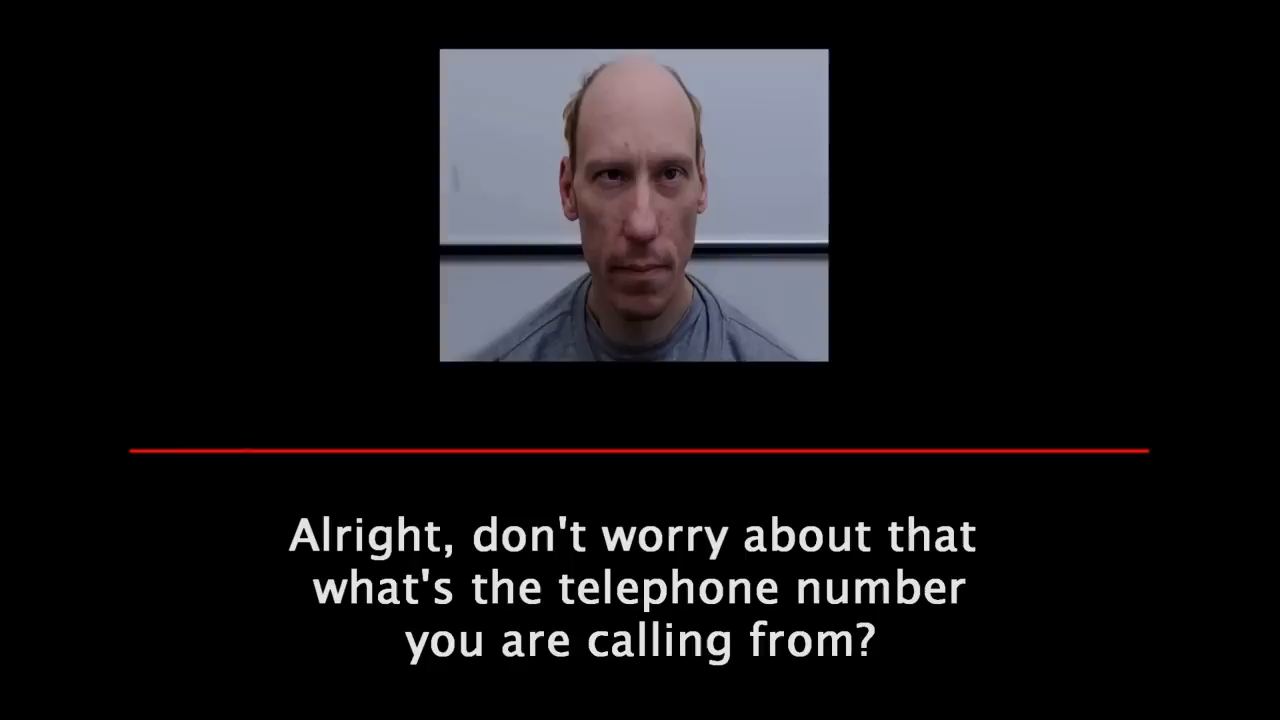 Alright, don't worry about that
what's the telephone number
you are calling from?